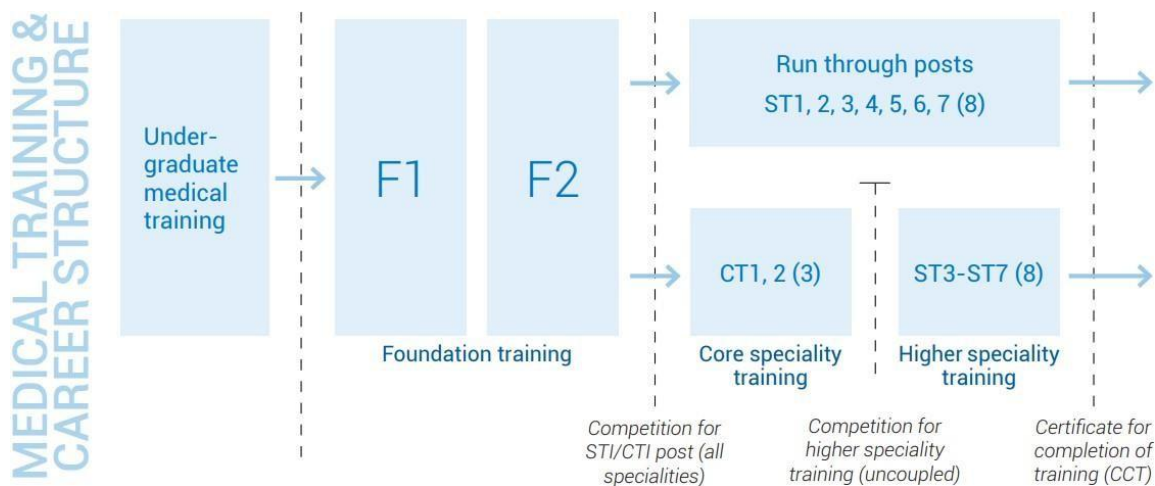 MEDICAL TRAINING &
CAREER STRUCTURE
Under-
graduate
medical
training
F1
F2
Foundation training
Run through posts
ST1, 2, 3, 4, 5, 6, 7 (8)
CT1, 2 (3)
Core speciality
training
ST3-ST7 (8)
Higher speciality
training
Competition for
STI/CTI post (all
specialities)
Competition for
higher speciality
training (uncoupled)
Certificate for
completion of
training (CCT)